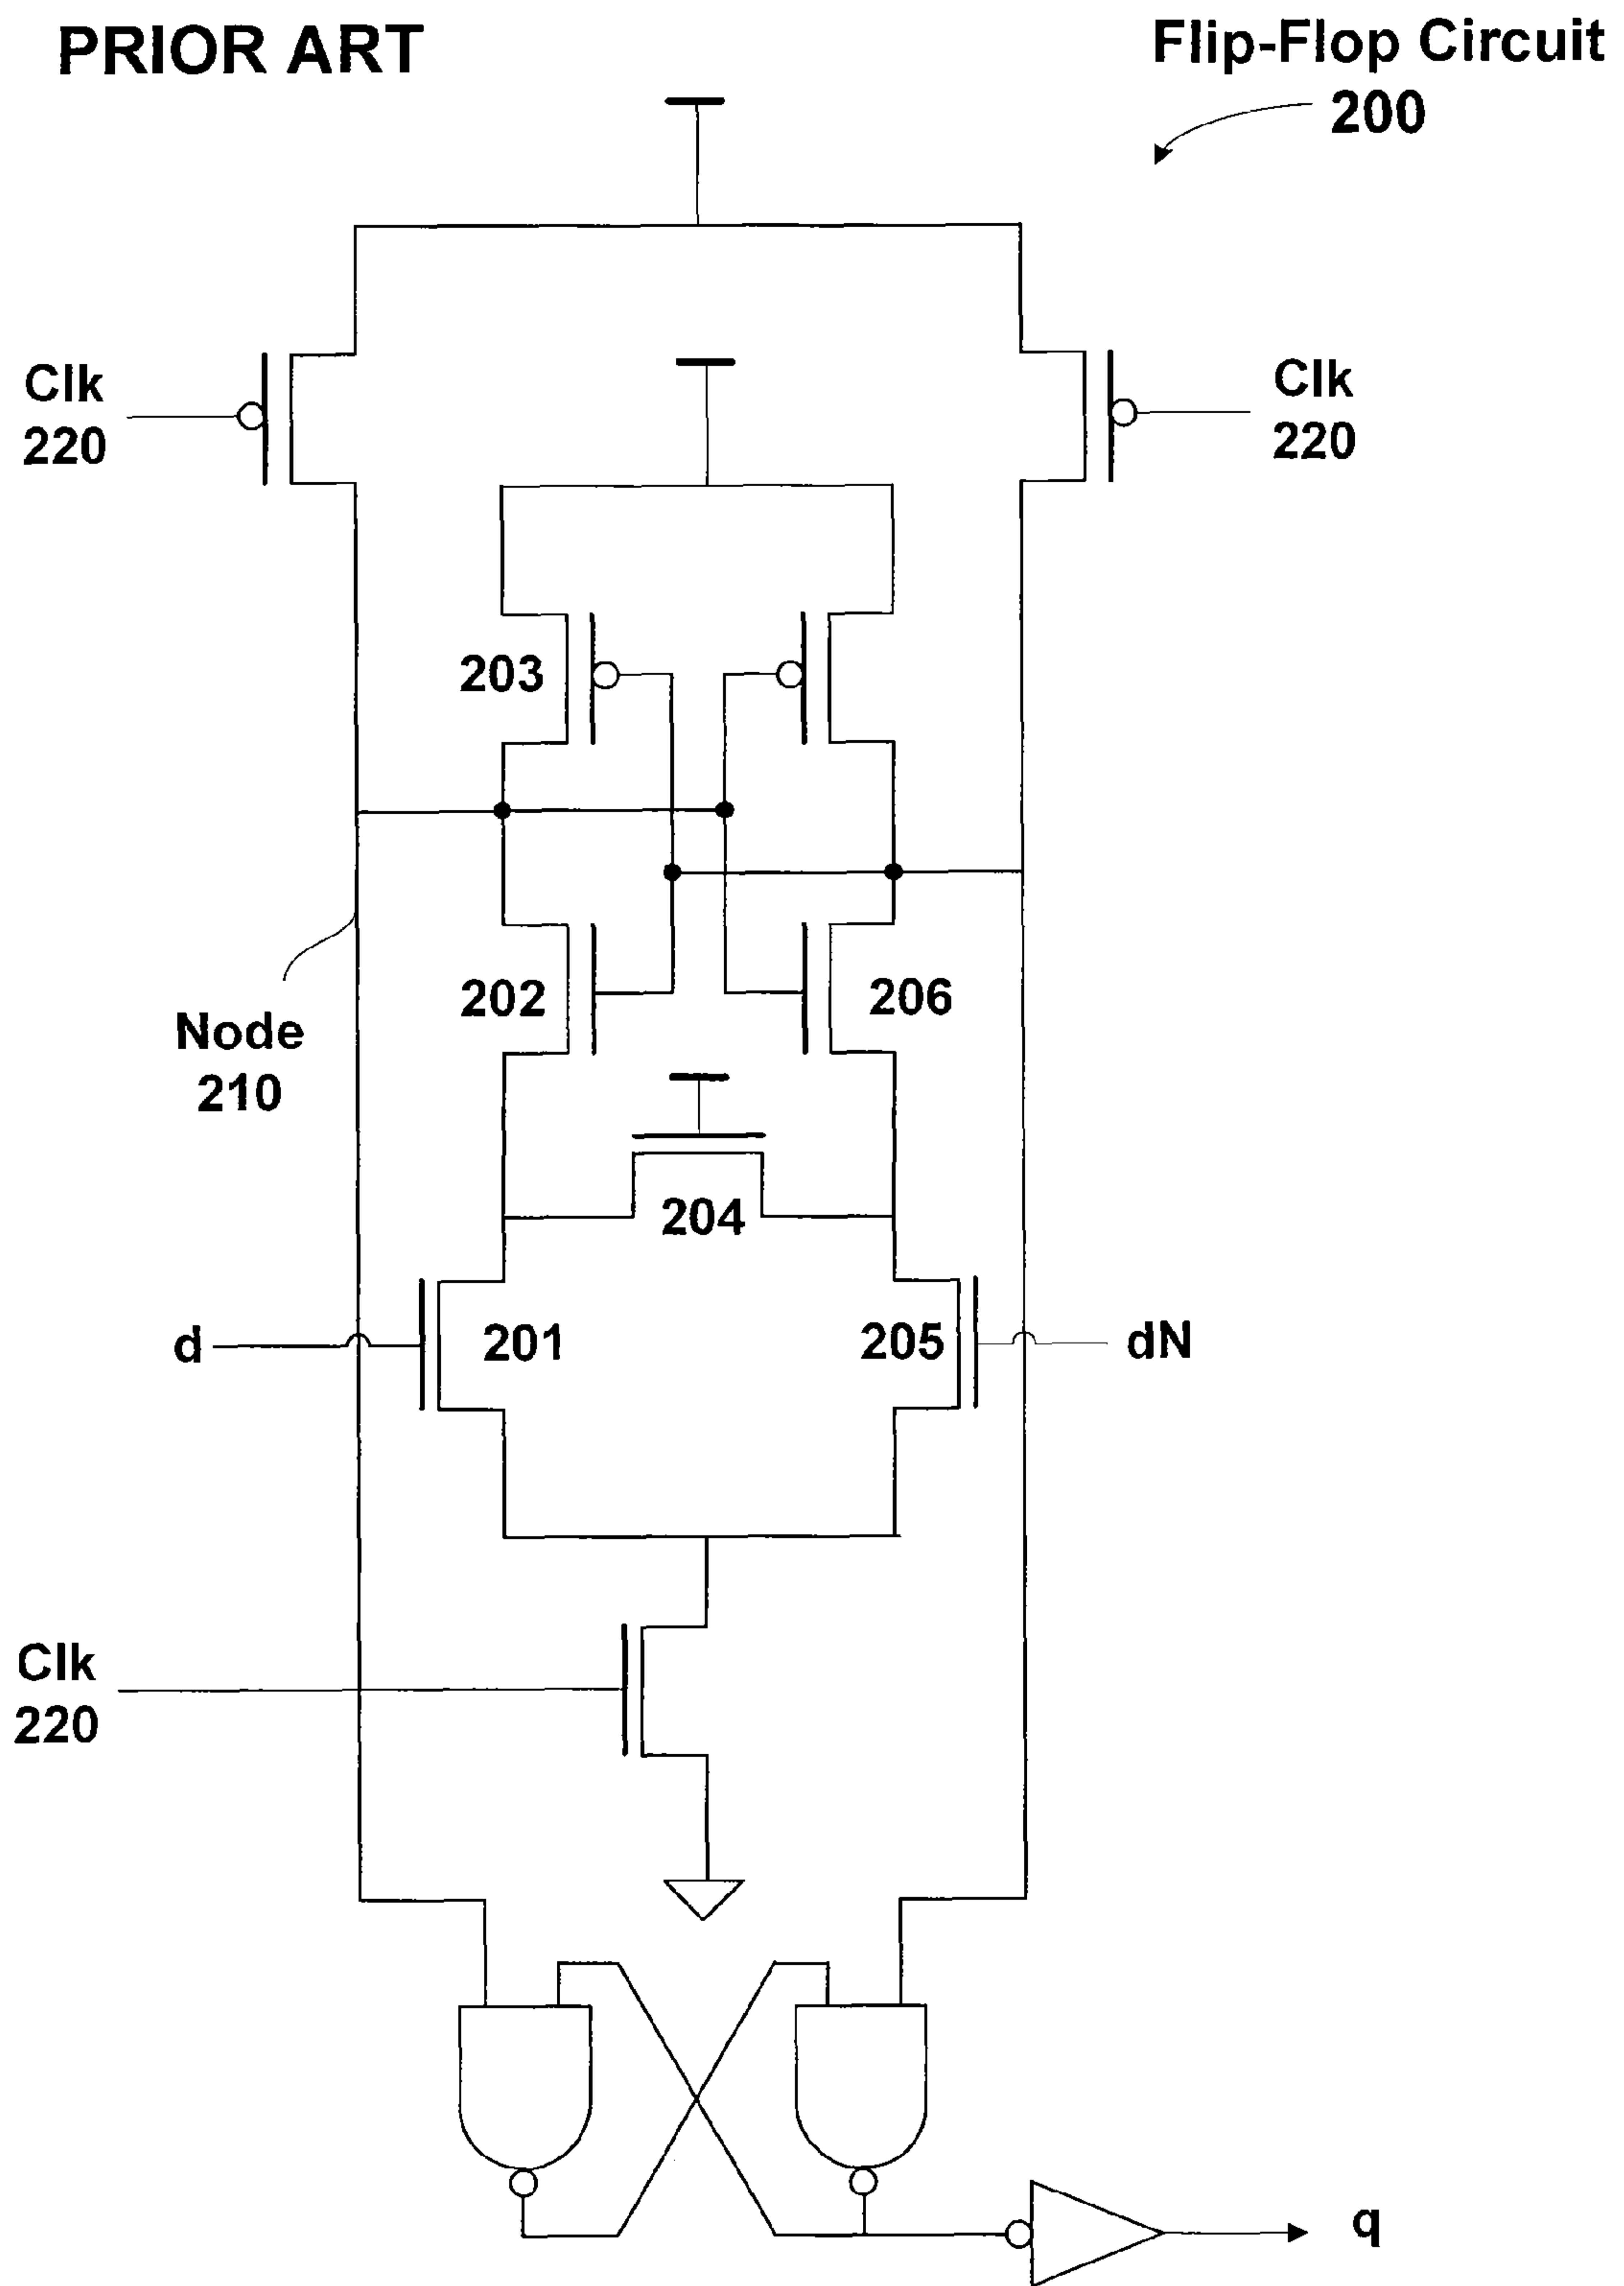 PRIOR ART
Flip-Flop Circuit
200
Clk
220
Clk
220
203
202
206
Node
210
204
d
201
205
dN
Clk
220
q